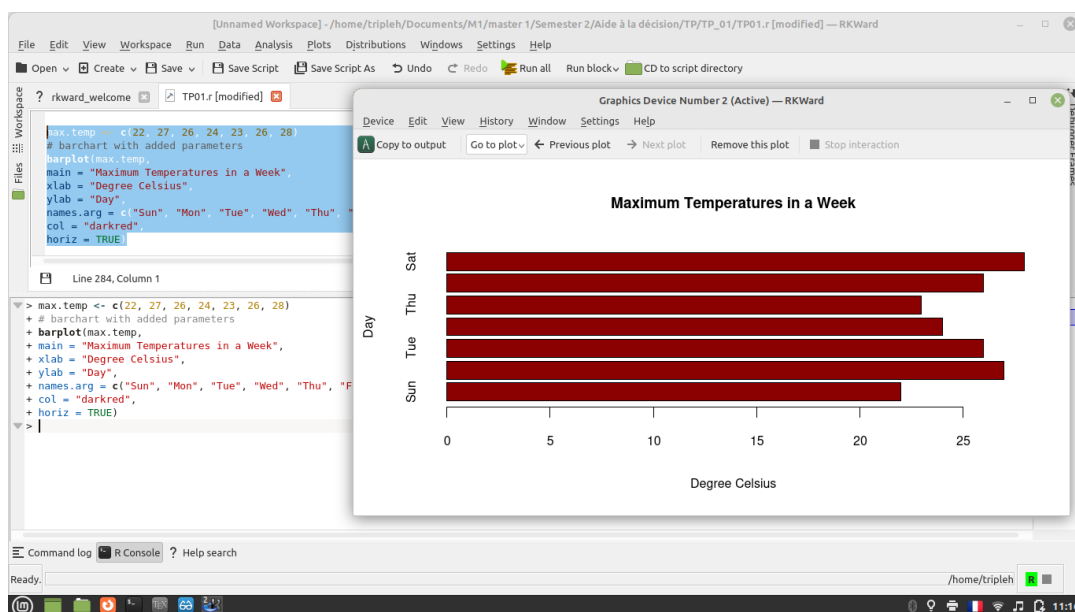 [Unnamed Workspace] - /home/tripleh/Documents/M1/master 1/Semester 2/Aide à la décision/TP/TP_01/TP01.r [modified] — RKWard
File Edit View Workspace Run Data Analysis Plots Distributions Windows Settings Help
Open Create Save Save Script Save Script As Undo Redo Run all Run block CD to script directory
Workspace
Files
? rkward_welcome TP01.r [modified]
max.temp <- c(22, 27, 26, 24, 23, 26, 28)
# barchart with added parameters
barplot(max.temp,
main = "Maximum Temperatures in a Week",
xlab = "Degree Celsius",
ylab = "Day",
names.arg = c("Sun", "Mon", "Tue", "Wed", "Thu", "
col = "darkred",
horiz = TRUE)
Line 284, Column 1
> max.temp <- c(22, 27, 26, 24, 23, 26, 28)
+ # barchart with added parameters
+ barplot(max.temp,
+ main = "Maximum Temperatures in a Week",
+ xlab = "Degree Celsius",
+ ylab = "Day",
+ names.arg = c("Sun", "Mon", "Tue", "Wed", "Thu", "F
+ col = "darkred",
+ horiz = TRUE)
>
Graphics Device Number 2 (Active) — RKWard
Device Edit View History Window Settings Help
Copy to output Go to plot Previous plot Next plot Remove this plot Stop interaction
Maximum Temperatures in a Week
Day
Sat
Thu
Tue
Sun
0 5 10 15 20 25
Degree Celsius
Command log R Console ? Help search
Ready. /home/tripleh R